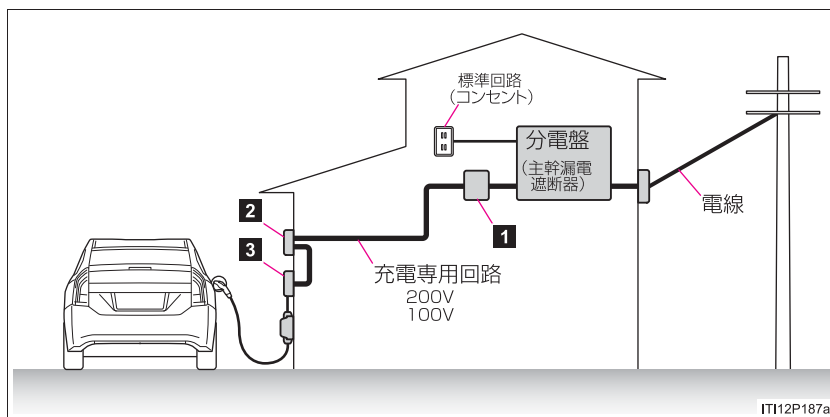 標準回路
(コンセント)
分電盤
(主幹漏電
遮断器)
電線
1
2
3
充電専用回路
200V
100V
ITI12P187a